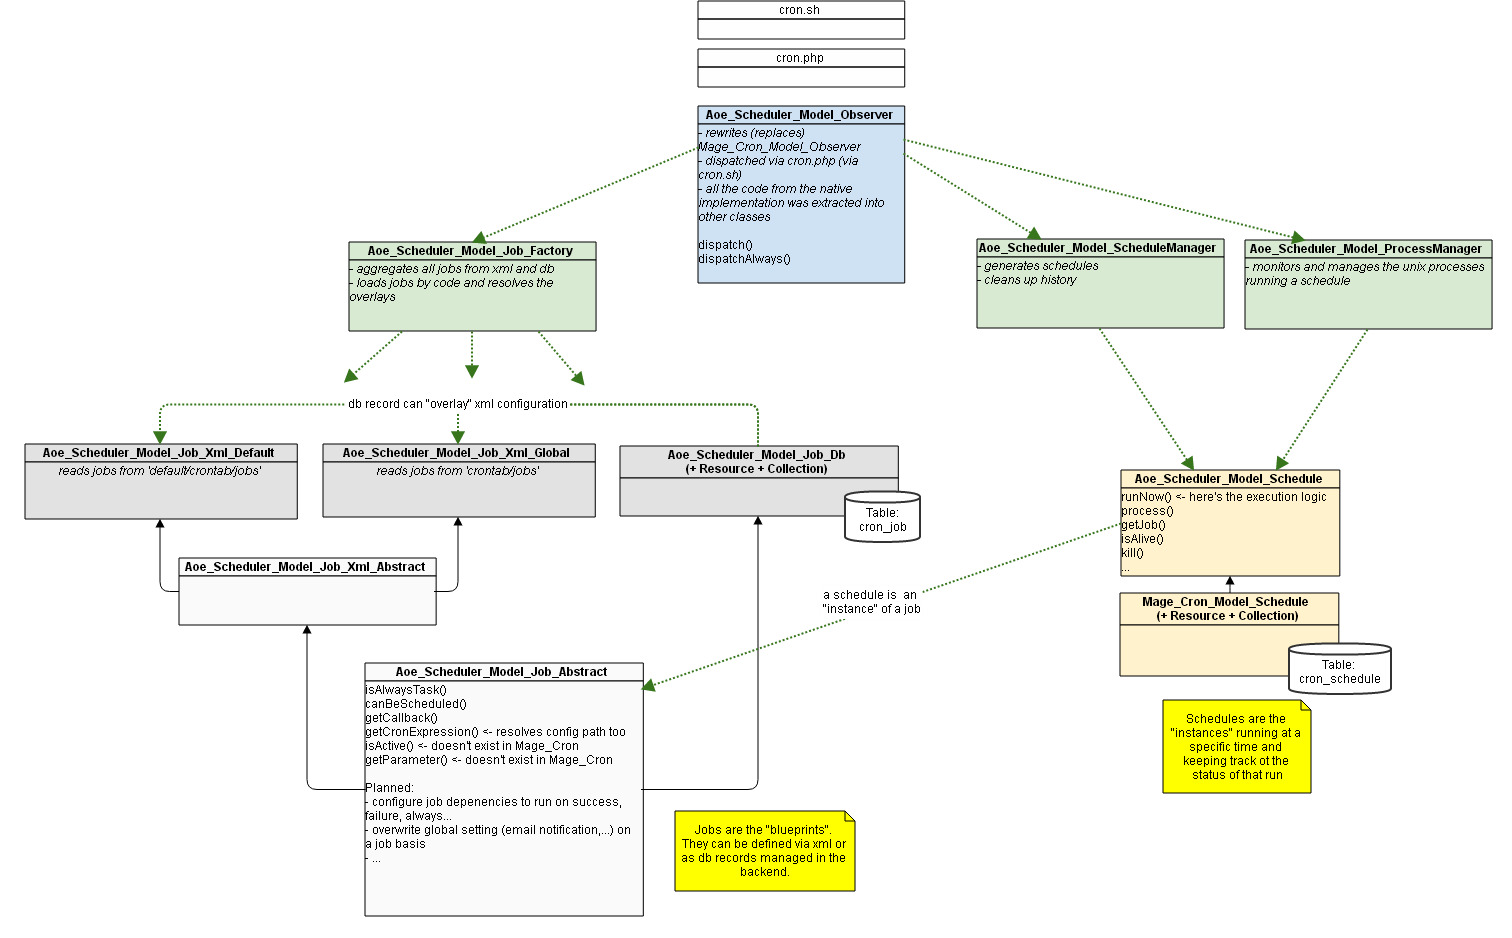 cron.sh
cron.php
Aoe_Scheduler_Model_Observer
- rewrites (replaces)
Mage_Cron_Model_Observer
- dispatched via cron.php (via
cron.sh)
- all the code from the native
implementation was extracted into
other classes
dispatch()
dispatchAlways()
Aoe_Scheduler_Model_Job_Factory
- aggregates all jobs from xml and db
- loads jobs by code and resolves the
overlays
Aoe_Scheduler_Model_ScheduleManager
- generates schedules
- cleans up history
Aoe_Scheduler_Model_ProcessManager
- monitors and manages the unix processes
running a schedule
db record can "overlay" xml configuration
Aoe_Scheduler_Model_Job_Xml_Default
reads jobs from 'default/crontab/jobs'
Aoe_Scheduler_Model_Job_Xml_Global
reads jobs from 'crontab/jobs'
Aoe_Scheduler_Model_Job_Db
(+ Resource + Collection)
Table:
cron_job
Aoe_Scheduler_Model_Schedule
runNow() <- here's the execution logic
process()
getJob()
isAlive()
kill()
...
Aoe_Scheduler_Model_Job_Xml_Abstract
a schedule is an
"instance" of a job
Mage_Cron_Model_Schedule
(+ Resource + Collection)
Table:
cron_schedule
Aoe_Scheduler_Model_Job_Abstract
isAlwaysTask()
canBeScheduled()
getCallback()
getCronExpression() <- resolves config path too
isActive() <- doesn't exist in Mage_Cron
getParameter() <- doesn't exist in Mage_Cron
Planned:
- configure job depenencies to run on success,
failure, always...
- overwrite global setting (email notification,...) on
a job basis
- ...
Schedules are the
"instances" running at a
specific time and
keeping track ot the
status of that run
Jobs are the "blueprints".
They can be defined via xml or
as db records managed in the
backend.